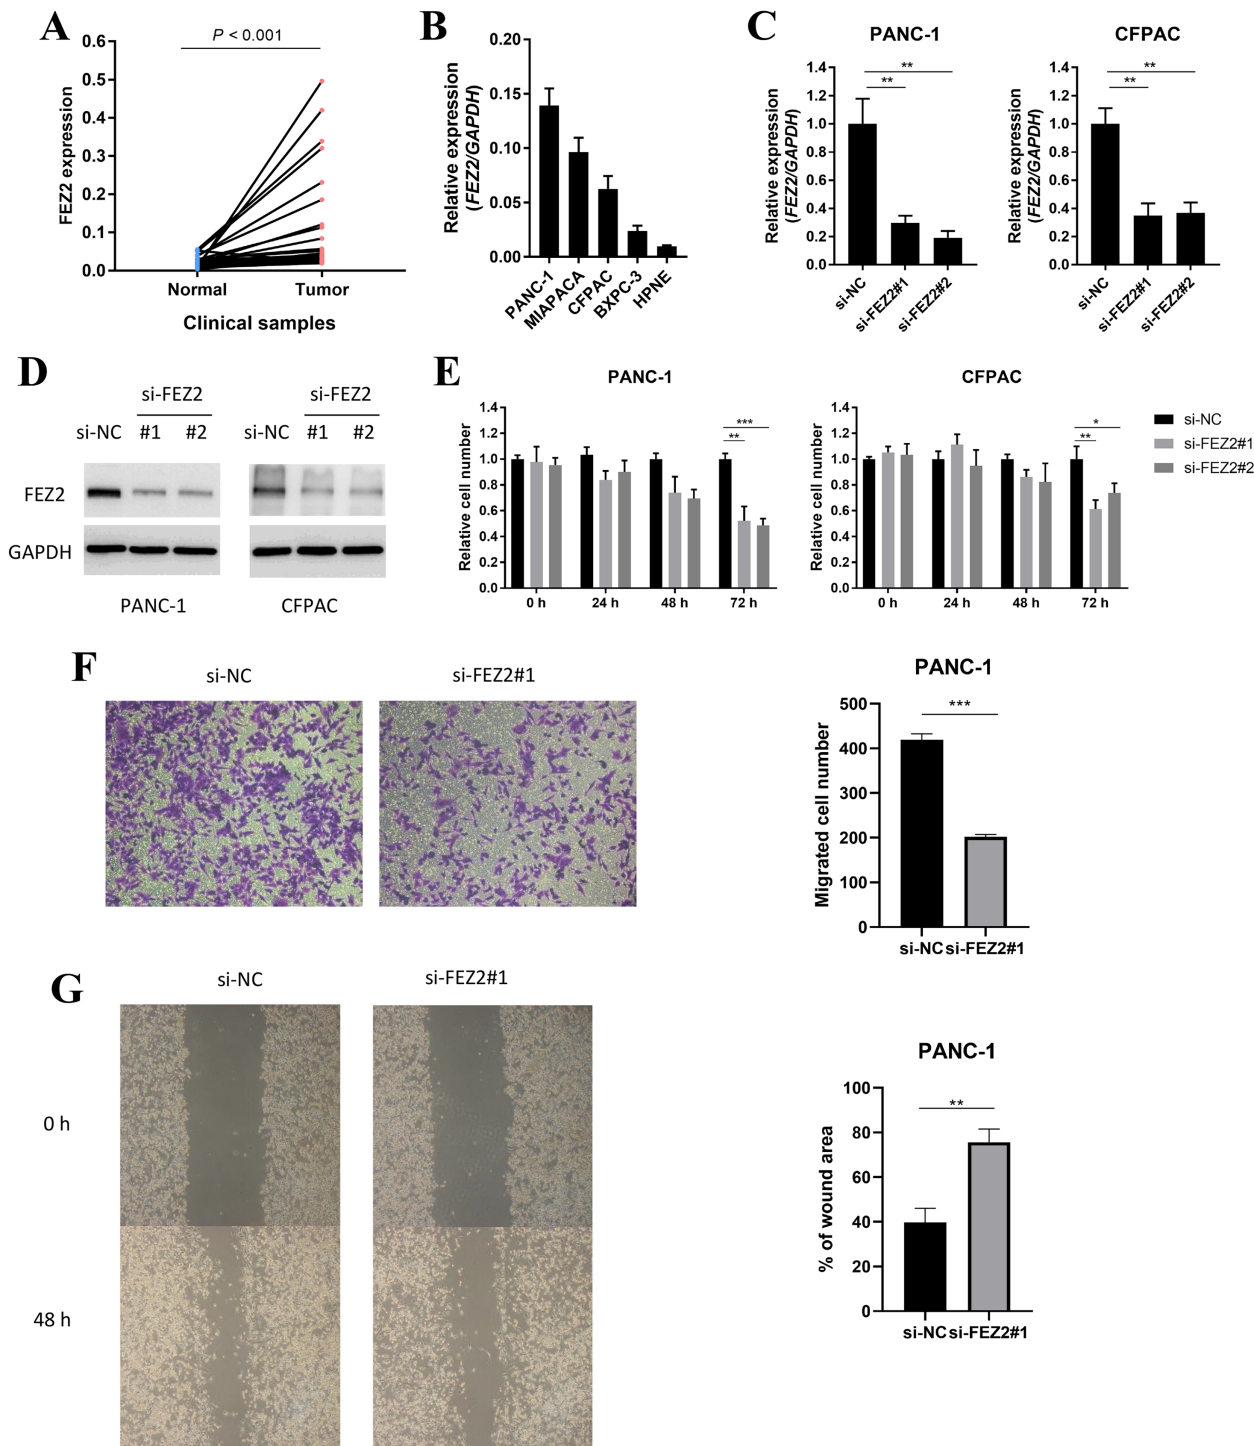 A
P < 0.001
FEZ2 expression
0.6
0.5
0.4
0.3
0.2
0.1
0.0
Normal
Tumor
Clinical samples
B
Relative expression
(FEZ2/GAPDH)
0.20
0.15
0.10
0.05
0.00
PANC-1
MIAPACA
CFPAC
BXPC-3
HPNE
C
PANC-1
Relative expression
(FEZ2/GAPDH)
1.4
1.2
1.0
0.8
0.6
0.4
0.2
0.0
**
**
si-NC
si-FEZ2#1
si-FEZ2#2
CFPAC
Relative expression
(FEZ2/GAPDH)
1.4
1.2
1.0
0.8
0.6
0.4
0.2
0.0
**
**
si-NC
si-FEZ2#1
si-FEZ2#2
D
si-FEZ2
si-NC #1 #2
si-FEZ2
si-NC #1 #2
FEZ2
GAPDH
PANC-1
CFPAC
E
PANC-1
Relative cell number
1.4
1.2
1.0
0.8
0.6
0.4
0.2
0.0
***
**
0 h
24 h
48 h
72 h
CFPAC
Relative cell number
1.4
1.2
1.0
0.8
0.6
0.4
0.2
0.0
*
**
0 h
24 h
48 h
72 h
si-NC
si-FEZ2#1
si-FEZ2#2
F
si-NC
si-FEZ2#1
PANC-1
Migrated cell number
500
400
300
200
100
0
***
si-NC
si-FEZ2#1
G
si-NC
si-FEZ2#1
0 h
48 h
PANC-1
% of wound area
100
80
60
40
20
0
**
si-NC
si-FEZ2#1